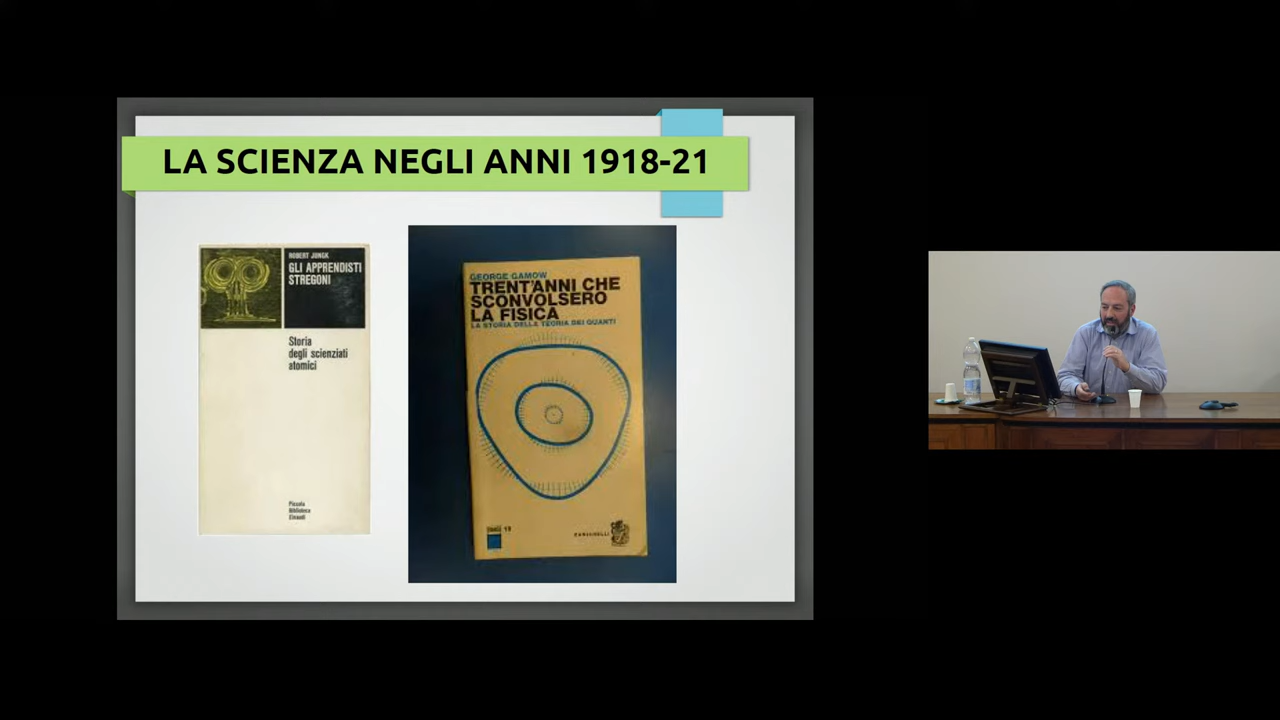 LA SCIENZA NEGLI ANNI 1918-21
ROBERT JUNGK
GLI APPRENDISTI
STREGONI
Storia
degli scienziati
atomici
Piccola
Biblioteca
Einaudi
GEORGE GAMOW
TRENT'ANNI CHE
SCONVOLSERO
LA FISICA
LA STORIA DELLA TEORIA DEI QUANTI
ZANICHELLI